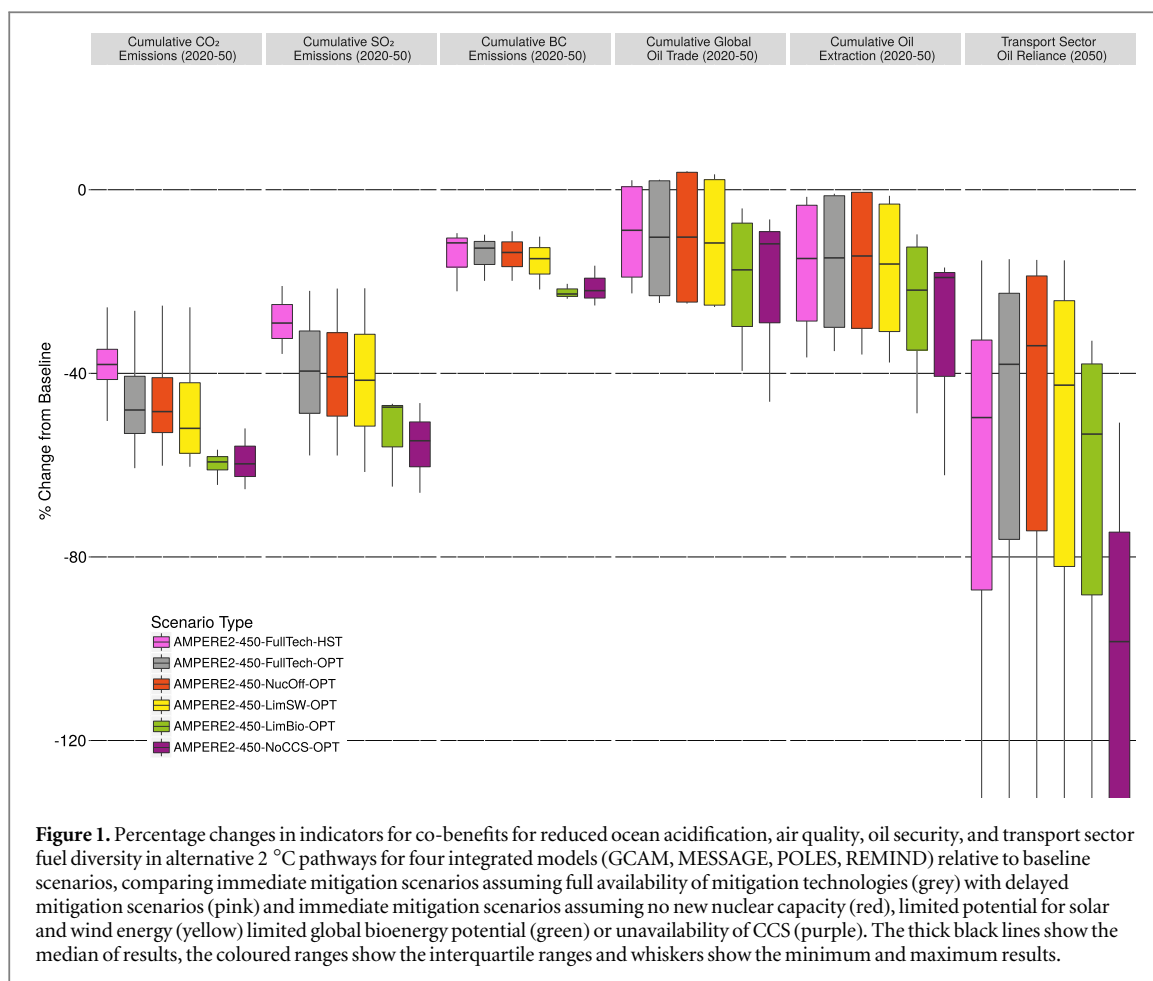 Cumulative CO₂
Emissions (2020-50)
Cumulative SO₂
Emissions (2020-50)
Cumulative BC
Emissions (2020-50)
Cumulative Global
Oil Trade (2020-50)
Cumulative Oil
Extraction (2020-50)
Transport Sector
Oil Reliance (2050)
% Change from Baseline
0
-40
-80
-120
Scenario Type
AMPERE2-450-FullTech-HST
AMPERE2-450-FullTech-OPT
AMPERE2-450-NucOff-OPT
AMPERE2-450-LimSW-OPT
AMPERE2-450-LimBio-OPT
AMPERE2-450-NoCCS-OPT
Figure 1. Percentage changes in indicators for co-benefits for reduced ocean acidification, air quality, oil security, and transport sector
fuel diversity in alternative 2 °C pathways for four integrated models (GCAM, MESSAGE, POLES, REMIND) relative to baseline
scenarios, comparing immediate mitigation scenarios assuming full availability of mitigation technologies (grey) with delayed
mitigation scenarios (pink) and immediate mitigation scenarios assuming no new nuclear capacity (red), limited potential for solar
and wind energy (yellow) limited global bioenergy potential (green) or unavailability of CCS (purple). The thick black lines show the
median of results, the coloured ranges show the interquartile ranges and whiskers show the minimum and maximum results.